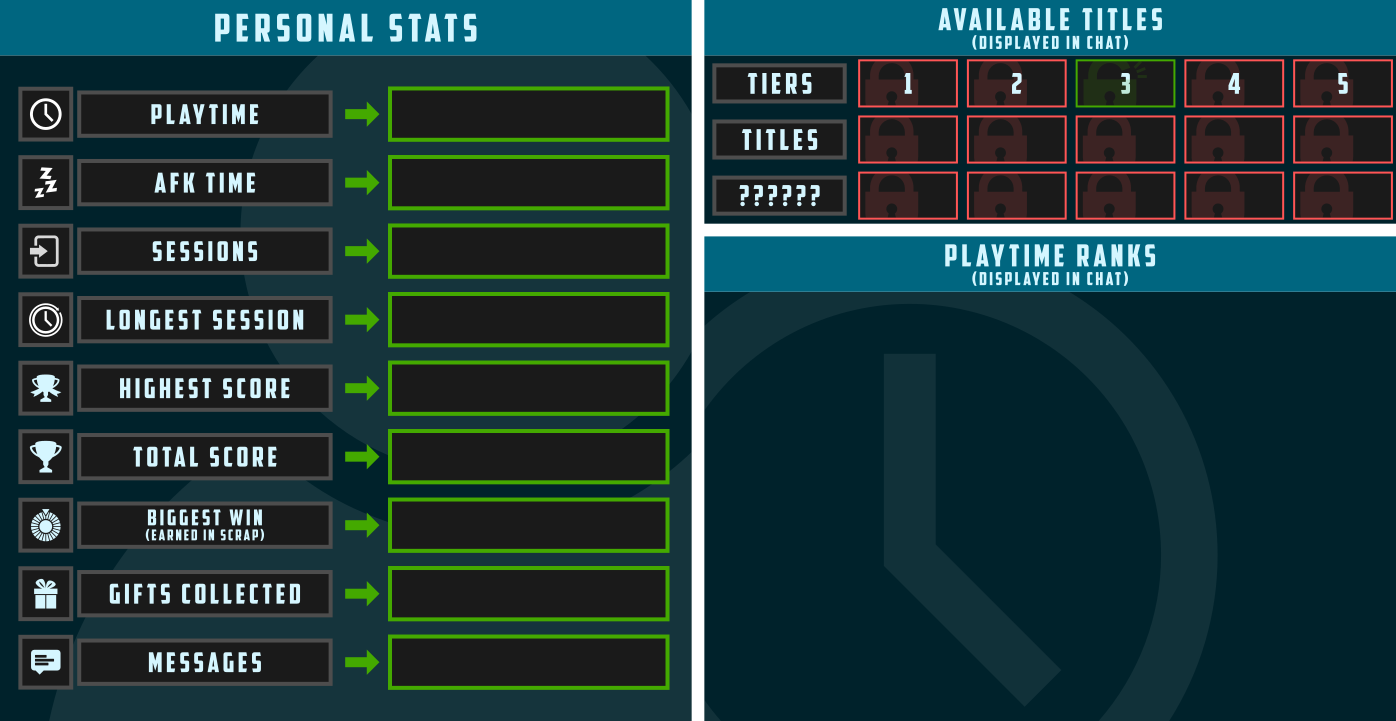 PERSONAL STATS
PLAYTIME
AFK TIME
SESSIONS
LONGEST SESSION
HIGHEST SCORE
TOTAL SCORE
BIGGEST WIN
(EARNED IN SCRAP)
GIFTS COLLECTED
MESSAGES
AVAILABLE TITLES
(DISPLAYED IN CHAT)
TIERS 1 2 3 4 5
TITLES
??????
PLAYTIME RANKS
(DISPLAYED IN CHAT)